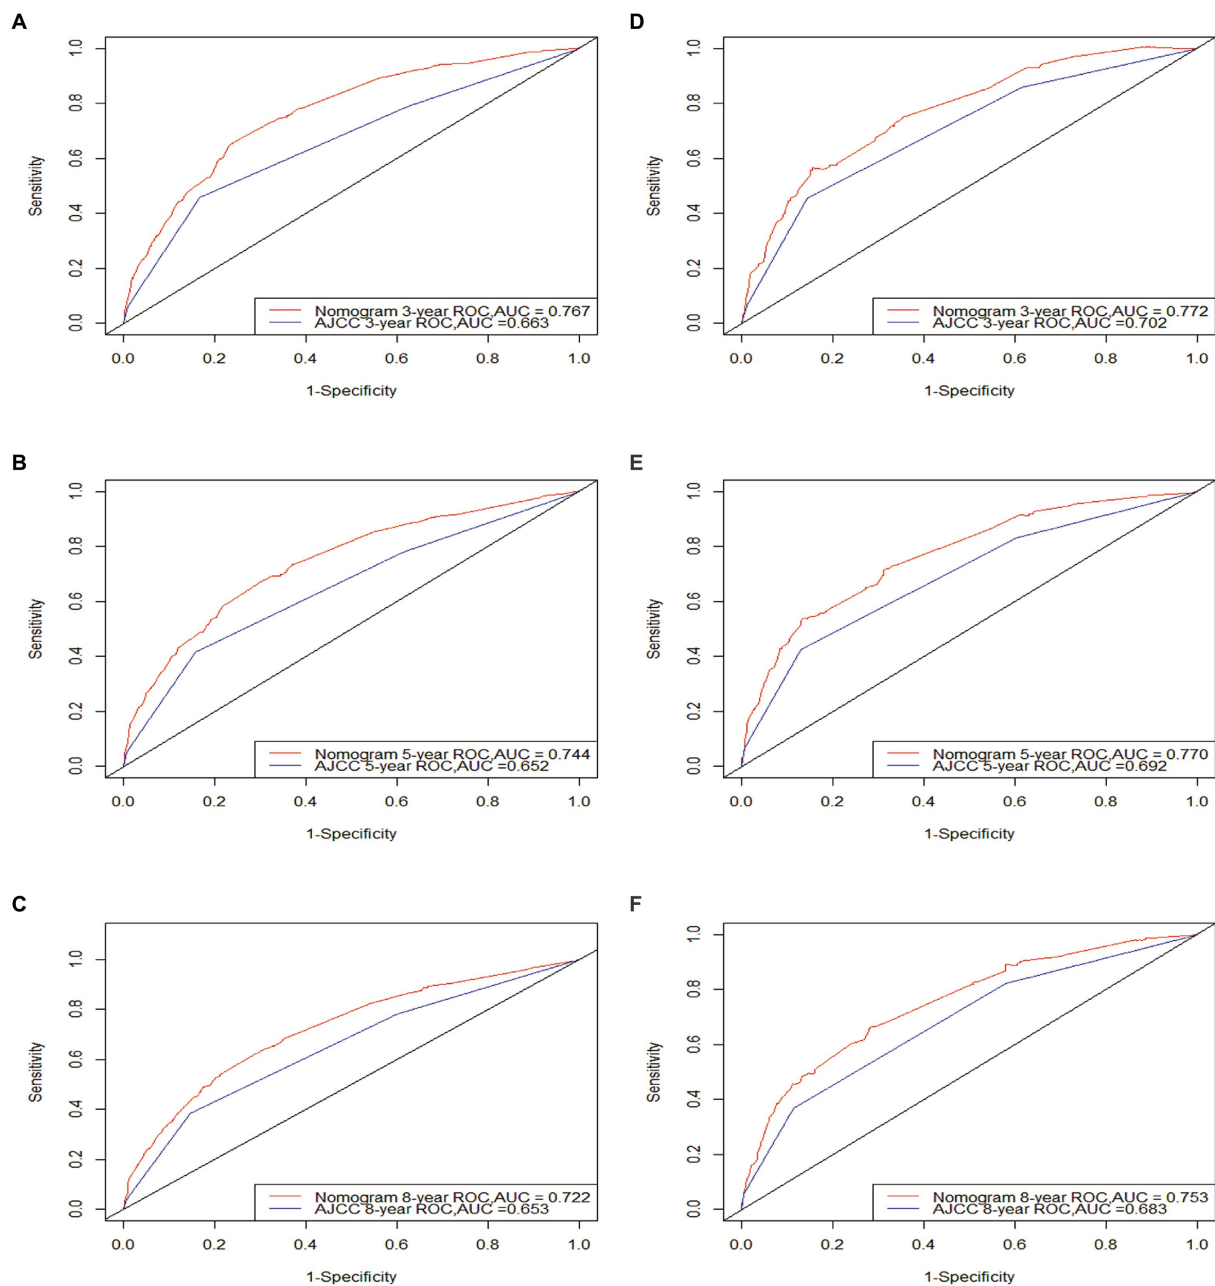 A
Sensitivity
1.0
0.8
0.6
0.4
0.2
0.0
Nomogram 3-year ROC,AUC = 0.767
AJCC 3-year ROC,AUC =0.663
0.0 0.2 0.4 0.6 0.8 1.0
1-Specificity
D
Sensitivity
1.0
0.8
0.6
0.4
0.2
0.0
Nomogram 3-year ROC,AUC = 0.772
AJCC 3-year ROC,AUC =0.702
0.0 0.2 0.4 0.6 0.8 1.0
1-Specificity
B
Sensitivity
1.0
0.8
0.6
0.4
0.2
0.0
Nomogram 5-year ROC,AUC = 0.744
AJCC 5-year ROC,AUC =0.652
0.0 0.2 0.4 0.6 0.8 1.0
1-Specificity
E
Sensitivity
1.0
0.8
0.6
0.4
0.2
0.0
Nomogram 5-year ROC,AUC = 0.770
AJCC 5-year ROC,AUC =0.692
0.0 0.2 0.4 0.6 0.8 1.0
1-Specificity
C
Sensitivity
1.0
0.8
0.6
0.4
0.2
0.0
Nomogram 8-year ROC,AUC = 0.722
AJCC 8-year ROC,AUC =0.653
0.0 0.2 0.4 0.6 0.8 1.0
1-Specificity
F
Sensitivity
1.0
0.8
0.6
0.4
0.2
0.0
Nomogram 8-year ROC,AUC = 0.753
AJCC 8-year ROC,AUC =0.683
0.0 0.2 0.4 0.6 0.8 1.0
1-Specificity